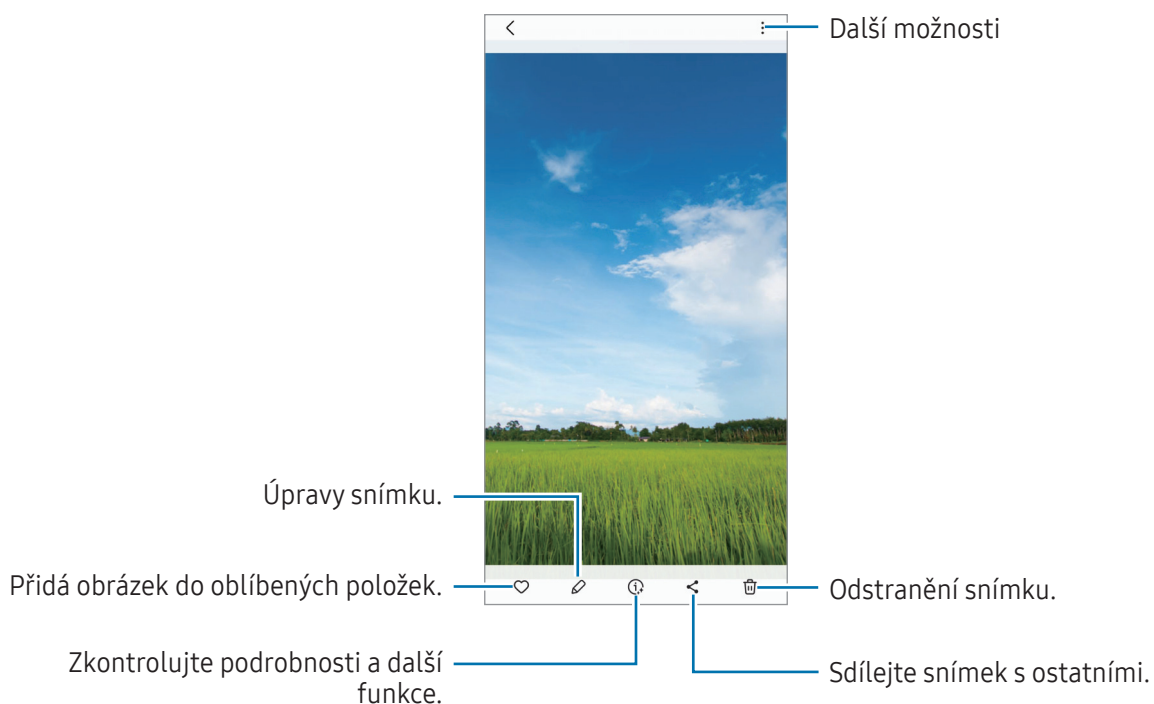 Další možnosti
Úpravy snímku.
Přidá obrázek do oblíbených položek.
Odstranění snímku.
Zkontrolujte podrobnosti a další
funkce.
Sdílejte snímek s ostatními.